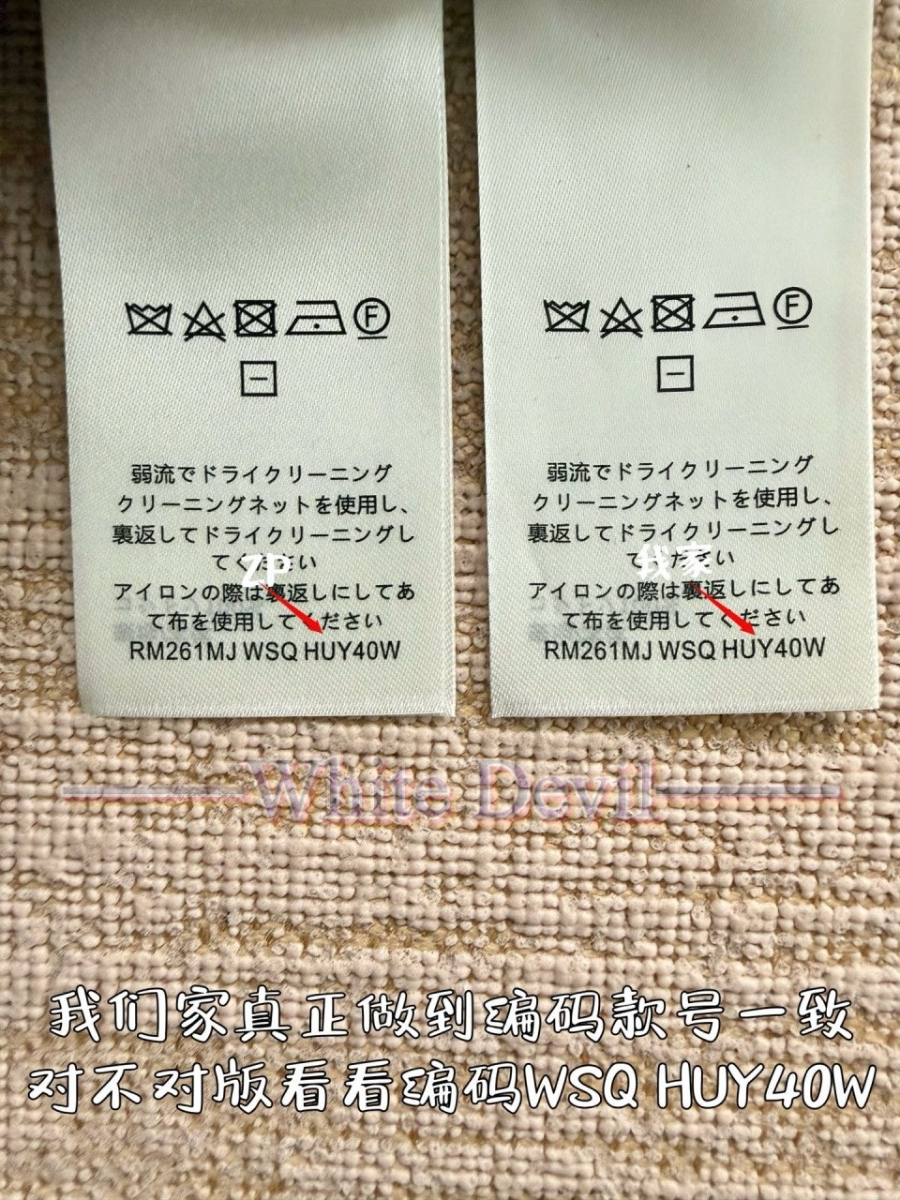 弱流でドライクリーニング
クリーニングネットを使用し、
裏返してドライクリーニングし
てください
アイロンの際は裏返しにしてあ
て布を使用してください
RM261MJ WSQ HUY40W
ZP
F
弱流でドライクリーニング
クリーニングネットを使用し、
裏返してドライクリーニングし
てください
アイロンの際は裏返しにしてあ
て布を使用してください
RM261MJ WSQ HUY40W
我家
F
White Devil
我们家真正做到编码款号一致
对不对版看看编码WSQ HUY40W